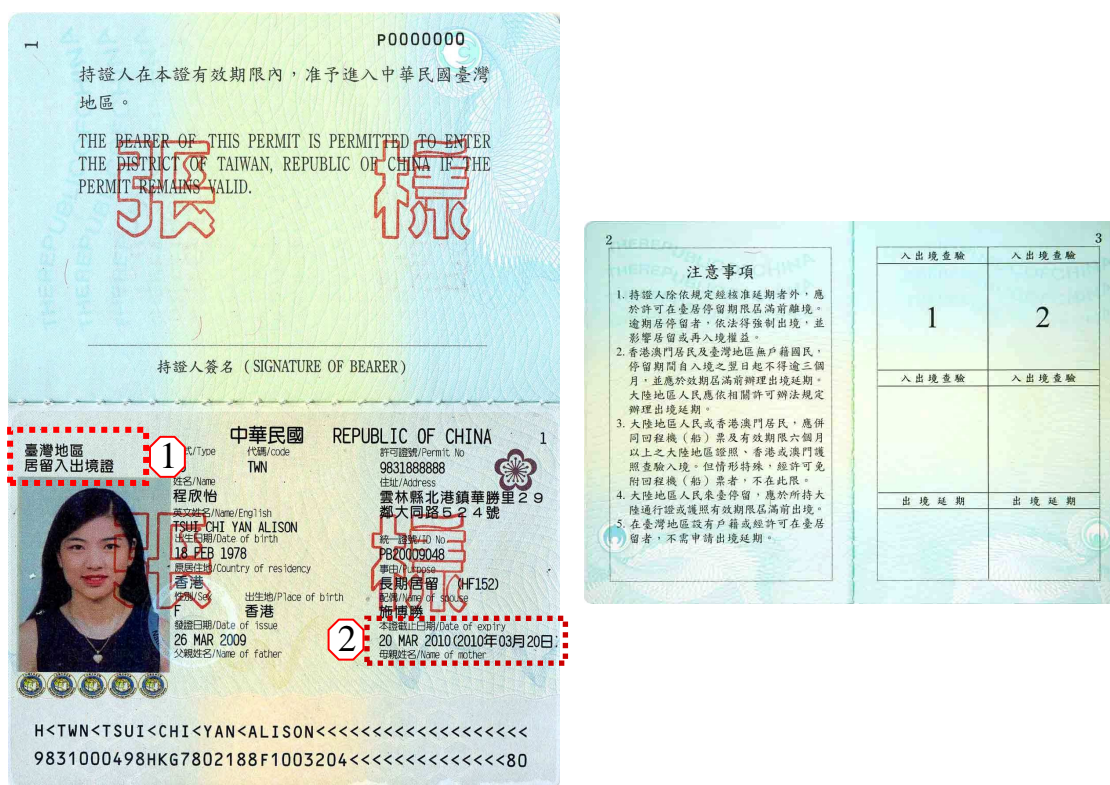 1
P0000000
持證人在本證有效期限內，准予進入中華民國臺灣
地區。
THE BEARER OF THIS PERMIT IS PERMITTED TO ENTER
THE DISTRICT OF TAIWAN, REPUBLIC OF CHINA IF THE
PERMIT REMAINS VALID.
張 樣
持證人簽名 (SIGNATURE OF BEARER)
臺灣地區
居留入出境證
1
中華民國 REPUBLIC OF CHINA 1
式/Type 代碼/code 許可證號/Permit No
TWN 9831888888
姓名/Name 住址/Address
程欣怡 雲林縣北港鎮華勝里29
鄰大同路524號
英文姓名/Name/English
TSUI CHI YAN ALISON
出生日期/Date of birth 統一證號/ID No
18 FEB 1978 PB20009048
原居住地/Country of residency 事由/Purpose
香港 長期居留 (HF152)
性別/Sex 出生地/Place of birth 配偶/Name of spouse
F 香港 施博勝
發證日期/Date of issue 本證截止日期/Date of expiry
26 MAR 2009 2 20 MAR 2010(2010年03月20日
父親姓名/Name of father 母親姓名/Name of mother
張 樣
H<TWN<TSUI<CHI<YAN<ALISON<<<<<<<<<<<<<<<<<<<
9831000498HKG7802188F1003204<<<<<<<<<<<<<<80
2
注意事項
1. 持證人除依規定經核准延期者外，應
於許可在臺居停留期限屆滿前離境。
逾期居停留者，依法得強制出境，並
影響居留或再入境權益。
2. 香港澳門居民及臺灣地區無戶籍國民，
停留期間自入境之翌日起不得逾三個
月，並應於效期屆滿前辦理出境延期。
大陸地區人民應依相關許可辦法規定
辦理出境延期。
3. 大陸地區人民或香港澳門居民，應併
同回程機（船）票及有效期限六個月
以上之大陸地區證照、香港或澳門護
照查驗入境。但情形特殊，經許可免
附回程機（船）票者，不在此限。
4. 大陸地區人民來臺停留，應於所持大
陸通行證或護照有效期限屆滿前出境。
5. 在臺灣地區設有戶籍或經許可在臺居
留者，不需申請出境延期。
3
入出境查驗 入出境查驗
1 2
入出境查驗 入出境查驗
出境延期 出境延期